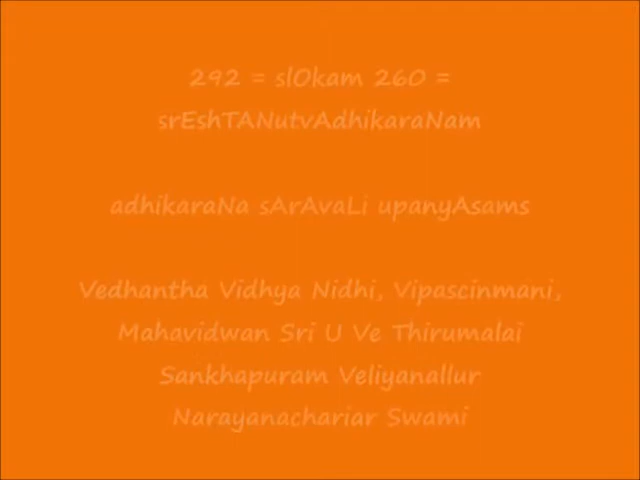 292 = slOkam 260 =
srEshTANutvAdhikaraNam
adhikaraNa sArAvaLi upanyAsams
Vedhantha Vidhya Nidhi, Vipascinmani,
Mahavidwan Sri U Ve Thirumalai
Sankhapuram Veliyanallur
Narayanachariar Swami